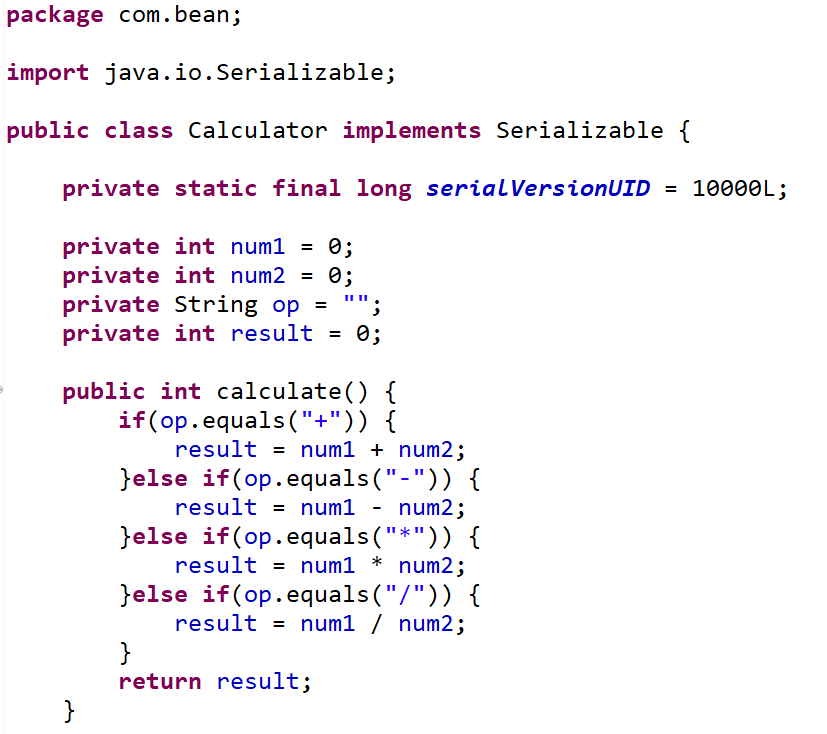 package com.bean;
import java.io.Serializable;
public class Calculator implements Serializable {
private static final long serialVersionUID = 10000L;
private int num1 = 0;
private int num2 = 0;
private String op = "";
private int result = 0;
public int calculate() {
if(op.equals("+")) {
result = num1 + num2;
}else if(op.equals("-")) {
result = num1 - num2;
}else if(op.equals("*")) {
result = num1 * num2;
}else if(op.equals("/")) {
result = num1 / num2;
}
return result;
}